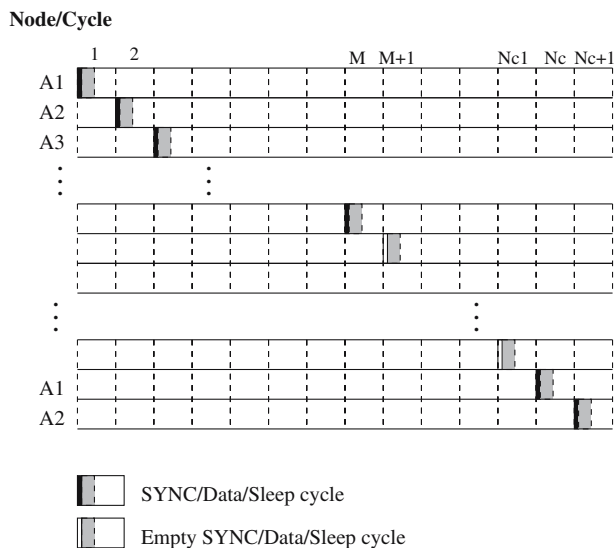 Node/Cycle
1 2 M M+1 Nc1 Nc Nc+1
A1
A2
A3
A1
A2
SYNC/Data/Sleep cycle
Empty SYNC/Data/Sleep cycle